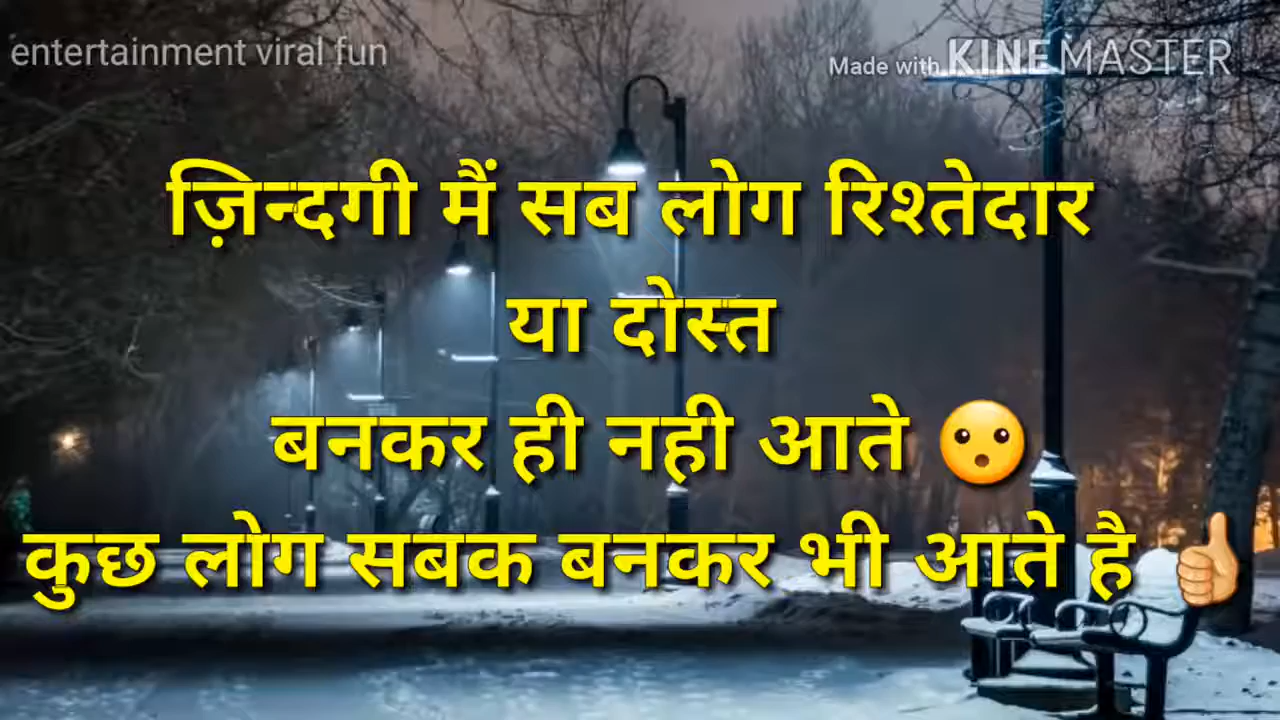 entertainment viral fun
Made with KINEMASTER
ज़िन्दगी मैं सब लोग रिश्तेदार
या दोस्त
बनकर ही नही आते 😮
कुछ लोग सबक बनकर भी आते है 👍